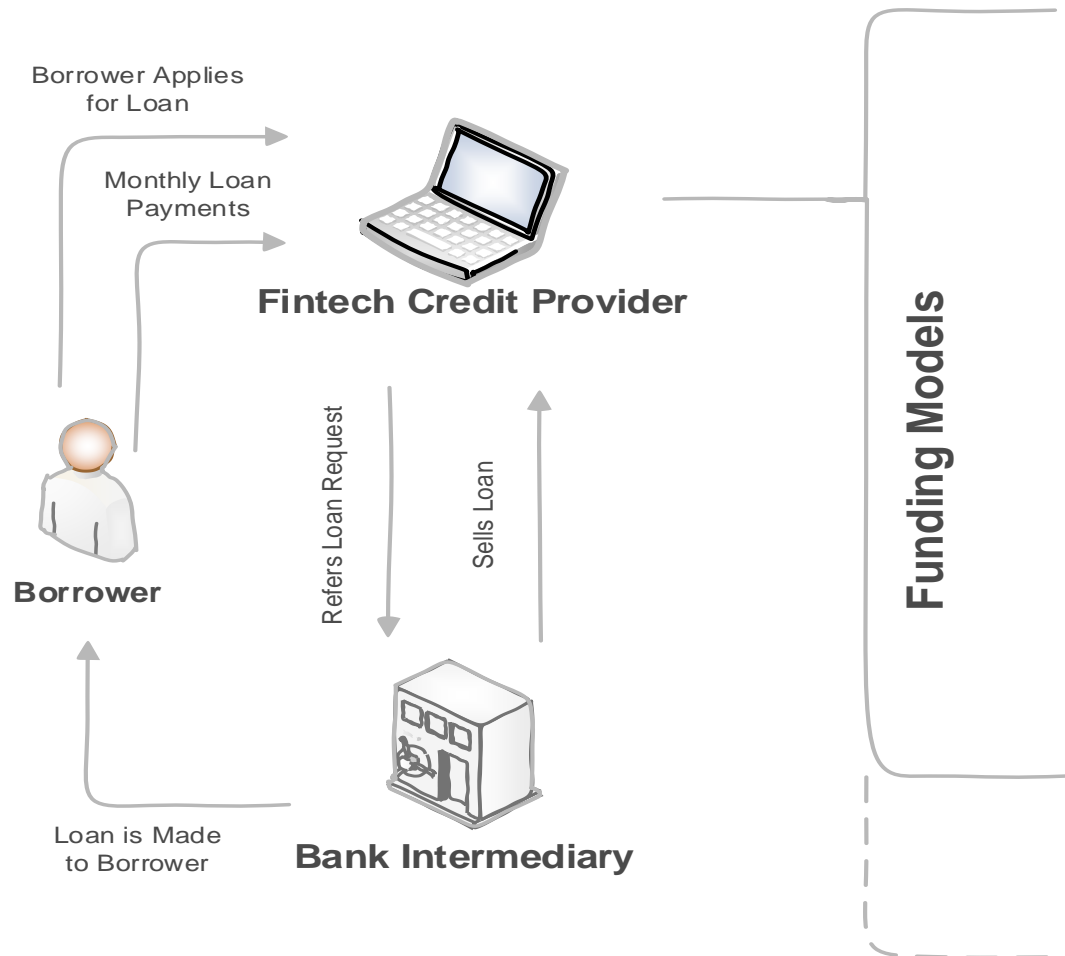 Borrower Applies
for Loan
Monthly Loan
Payments
Fintech Credit Provider
Refers Loan Request
Sells Loan
Funding Models
Borrower
Loan is Made
to Borrower
Bank Intermediary